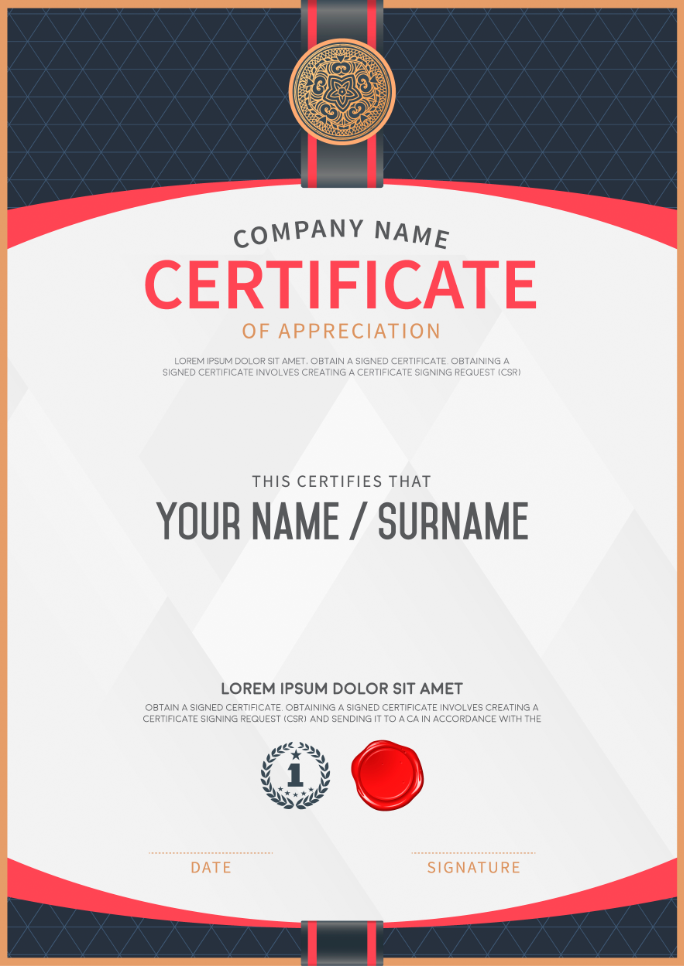 COMPANY NAME
CERTIFICATE
OF APPRECIATION
LOREM IPSUM DOLOR SIT AMET. OBTAIN A SIGNED CERTIFICATE. OBTAINING A
SIGNED CERTIFICATE INVOLVES CREATING A CERTIFICATE SIGNING REQUEST (CSR)
THIS CERTIFIES THAT
YOUR NAME / SURNAME
LOREM IPSUM DOLOR SIT AMET
OBTAIN A SIGNED CERTIFICATE. OBTAINING A SIGNED CERTIFICATE INVOLVES CREATING A
CERTIFICATE SIGNING REQUEST (CSR) AND SENDING IT TO A CA IN ACCORDANCE WITH THE
1
DATE
SIGNATURE